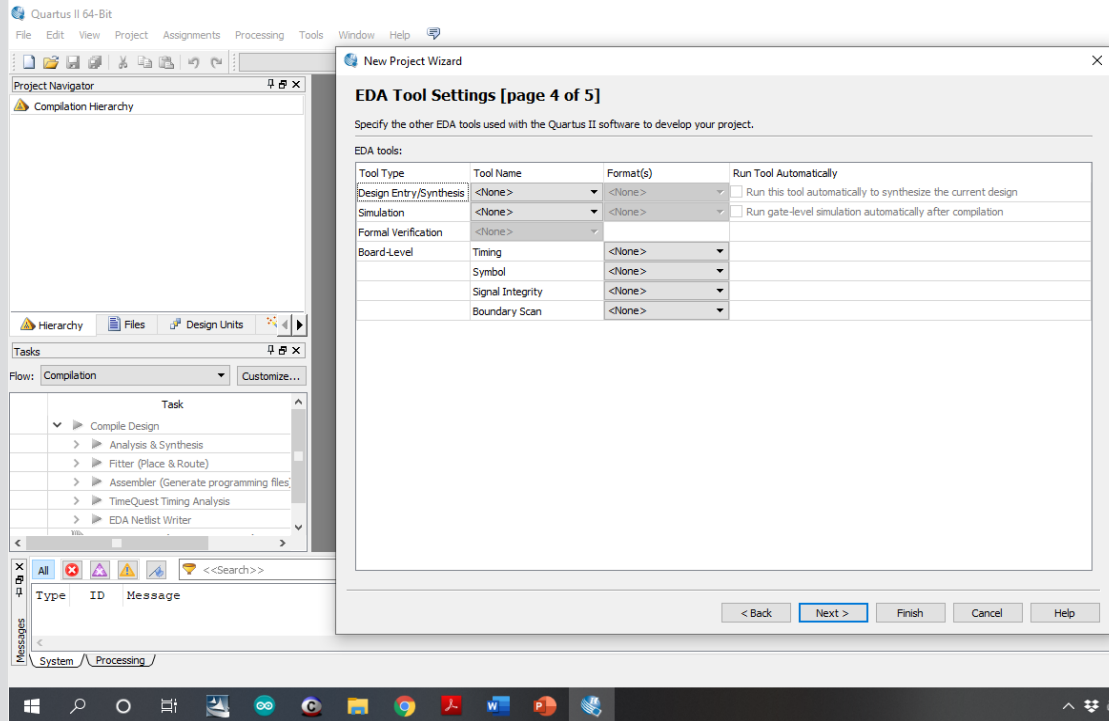 Quartus II 64-Bit
File Edit View Project Assignments Processing Tools Window Help
New Project Wizard
EDA Tool Settings [page 4 of 5]
Specify the other EDA tools used with the Quartus II software to develop your project.
EDA tools:
Tool Type Tool Name Format(s) Run Tool Automatically
Design Entry/Synthesis <None> <None> Run this tool automatically to synthesize the current design
Simulation <None> <None> Run gate-level simulation automatically after compilation
Formal Verification <None>
Board-Level Timing <None>
Symbol <None>
Signal Integrity <None>
Boundary Scan <None>
< Back Next > Finish Cancel Help
Project Navigator
Compilation Hierarchy
Hierarchy Files Design Units
Tasks
Flow: Compilation Customize...
Task
Compile Design
Analysis & Synthesis
Fitter (Place & Route)
Assembler (Generate programming files)
TimeQuest Timing Analysis
EDA Netlist Writer
All <<Search>>
Type ID Message
Messages
System Processing